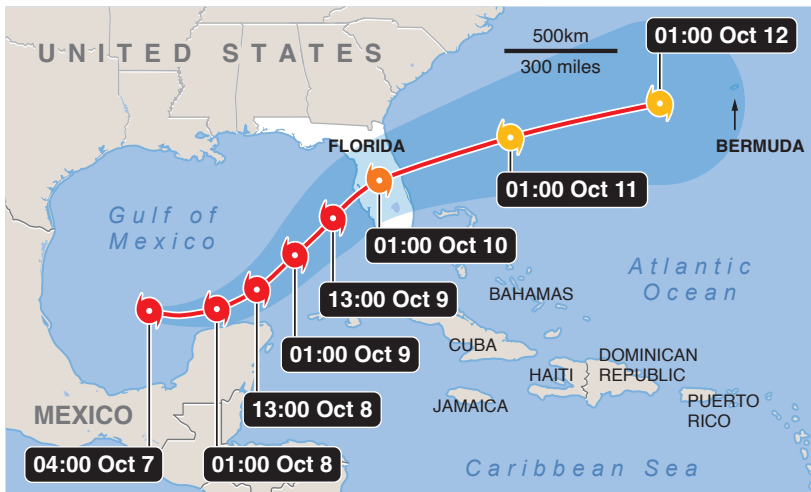 UNITED STATES
500km
300 miles
01:00 Oct 12
FLORIDA
BERMUDA
01:00 Oct 11
Gulf of
Mexico
01:00 Oct 10
Atlantic
Ocean
13:00 Oct 9
BAHAMAS
01:00 Oct 9
CUBA
HAITI
DOMINICAN
REPUBLIC
13:00 Oct 8
JAMAICA
PUERTO
RICO
MEXICO
04:00 Oct 7
01:00 Oct 8
Caribbean Sea